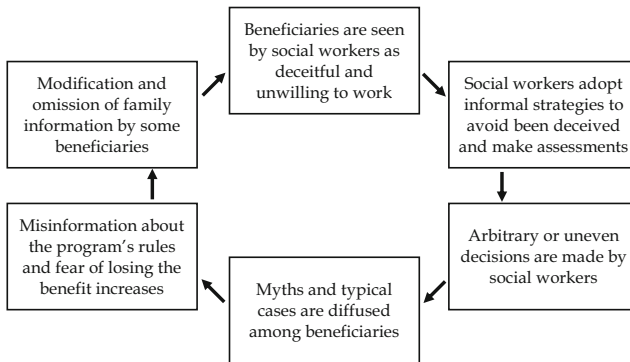 Beneficiaries are seen
by social workers as
deceitful and
unwilling to work
Social workers adopt
informal strategies to
avoid been deceived
and make assessments
Arbitrary or uneven
decisions are made by
social workers
Myths and typical
cases are diffused
among beneficiaries
Misinformation about
the program's rules
and fear of losing the
benefit increases
Modification and
omission of family
information by some
beneficiaries